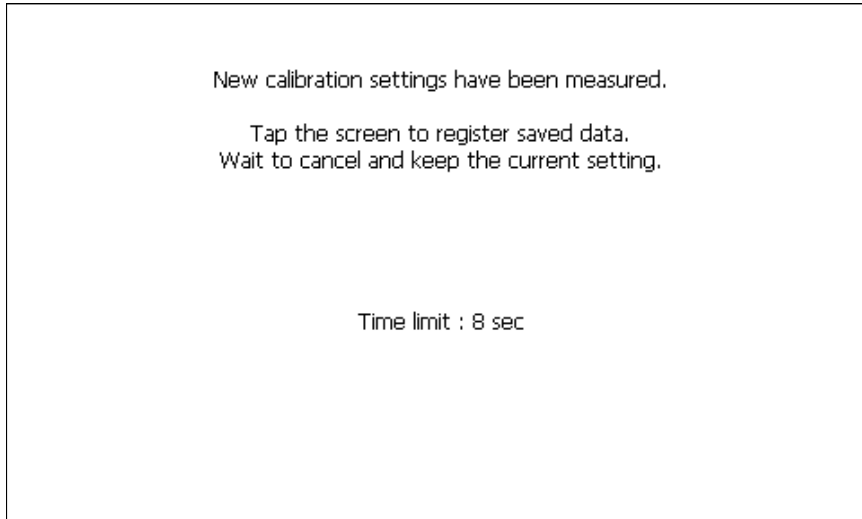 New calibration settings have been measured.
Tap the screen to register saved data.
Wait to cancel and keep the current setting.
Time limit : 8 sec